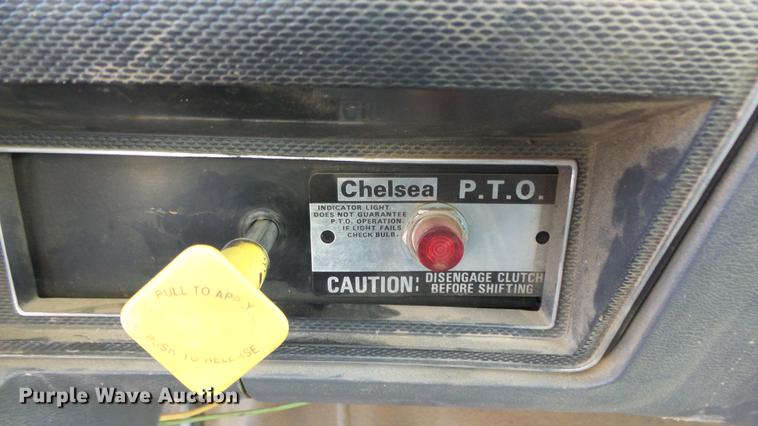 Chelsea P.T.O.
INDICATOR LIGHT
DOES NOT GUARANTEE
P.T.O. OPERATION.
IF LIGHT FAILS
CHECK BULB.
CAUTION: DISENGAGE CLUTCH
BEFORE SHIFTING
PULL TO APPLY
PUSH TO RELEASE
Purple Wave Auction